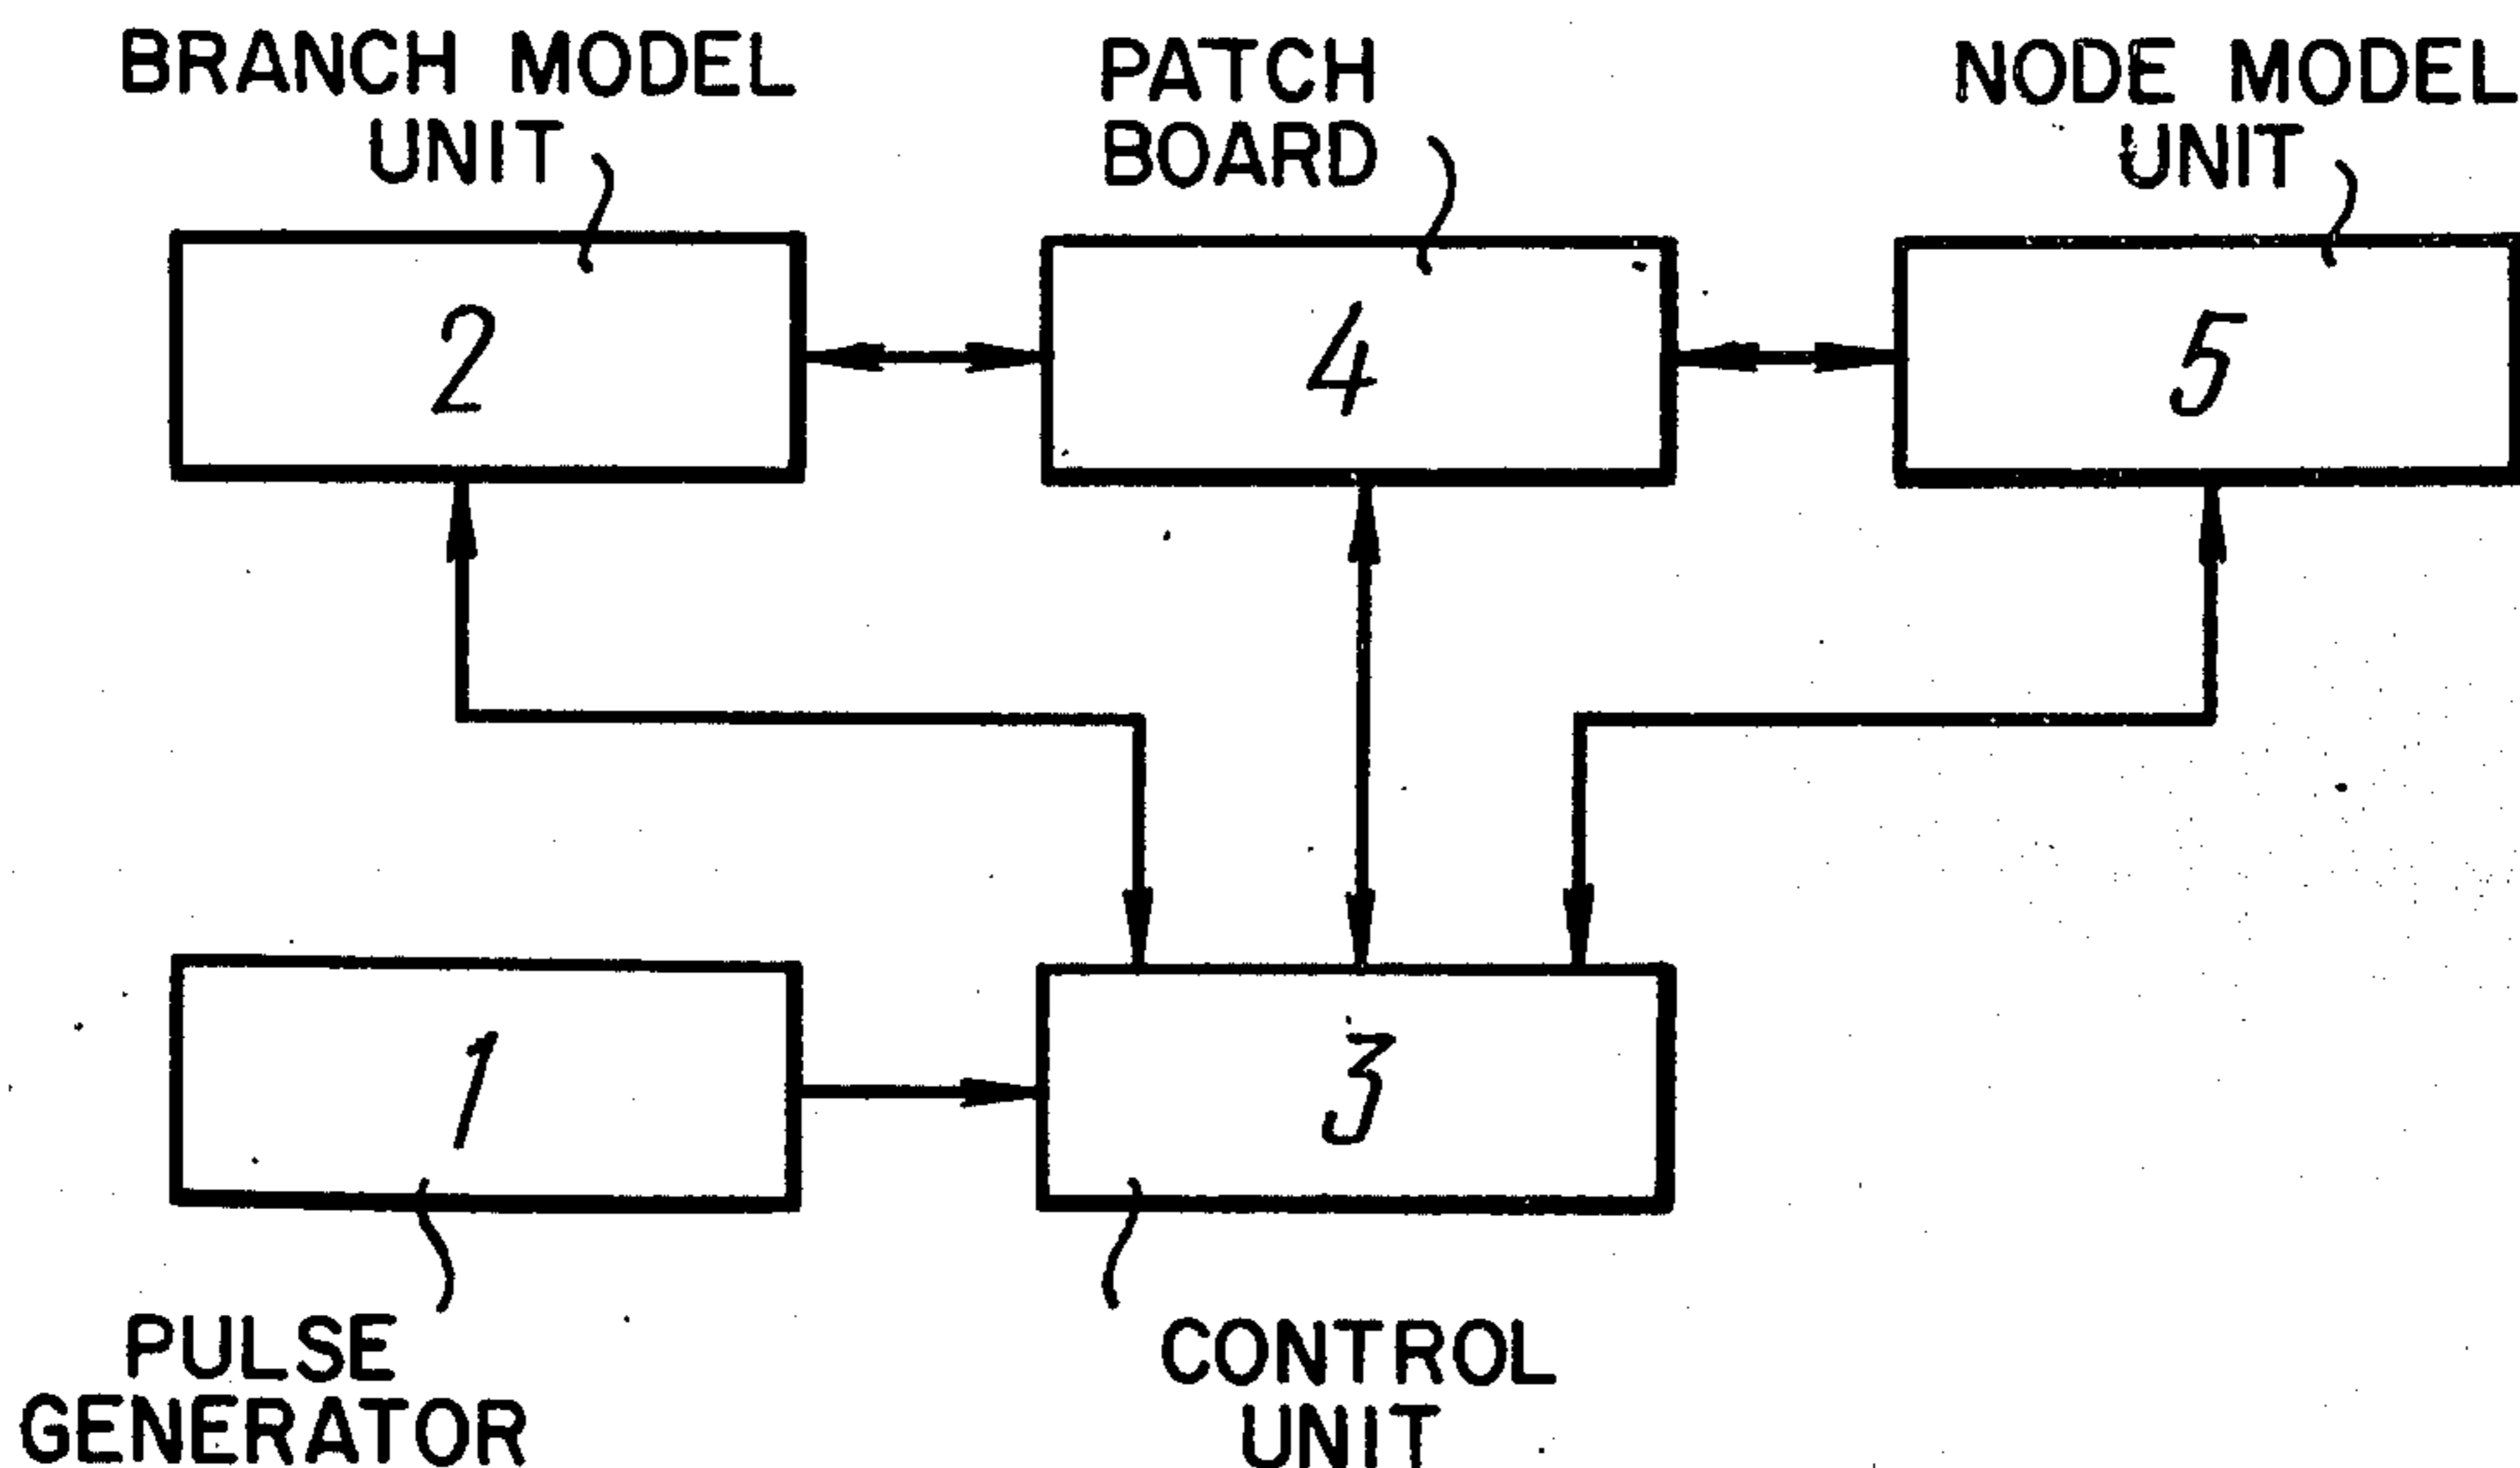 BRANCH MODEL
UNIT
PATCH
BOARD
NODE MODEL
UNIT
2
4
5
1
3
PULSE
GENERATOR
CONTROL
UNIT